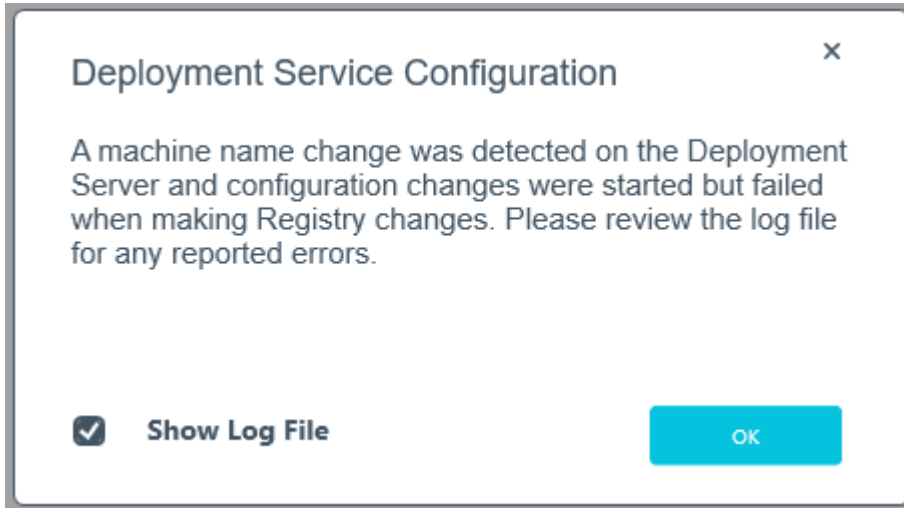 Deployment Service Configuration
A machine name change was detected on the Deployment
Server and configuration changes were started but failed
when making Registry changes. Please review the log file
for any reported errors.
Show Log File
OK